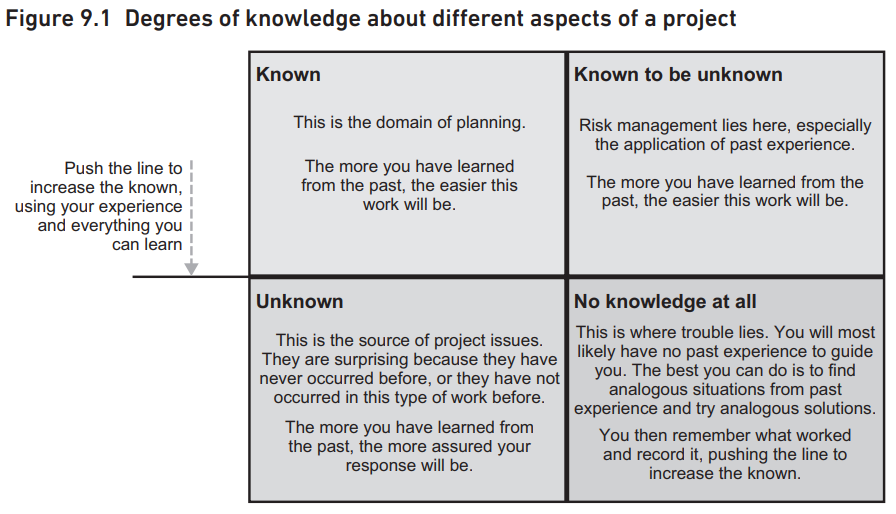 Figure 9.1 Degrees of knowledge about different aspects of a project
Push the line to
increase the known,
using your experience
and everything you
can learn
Known
This is the domain of planning.
The more you have learned
from the past, the easier this
work will be.
Known to be unknown
Risk management lies here, especially
the application of past experience.
The more you have learned from the
past, the easier this work will be.
Unknown
This is the source of project issues.
They are surprising because they have
never occurred before, or they have not
occurred in this type of work before.
The more you have learned from
the past, the more assured your
response will be.
No knowledge at all
This is where trouble lies. You will most
likely have no past experience to guide
you. The best you can do is to find
analogous situations from past
experience and try analogous solutions.
You then remember what worked
and record it, pushing the line to
increase the known.